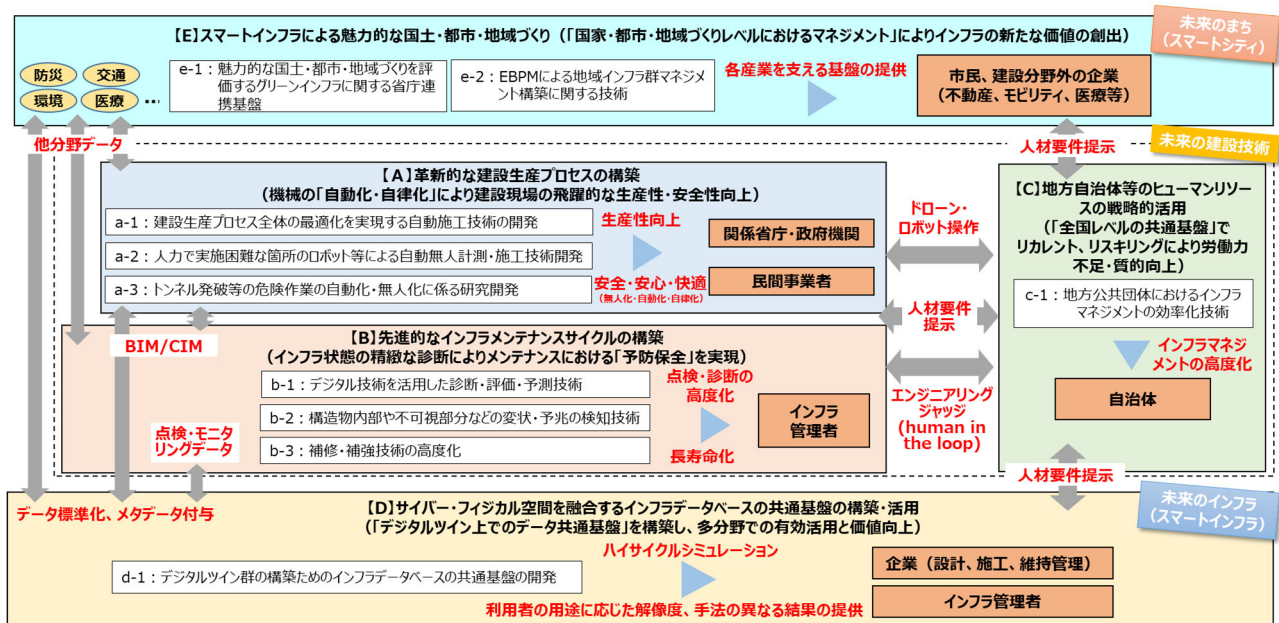 【E】スマートインフラによる魅力的な国土・都市・地域づくり(「国家・都市・地域づくりレベルにおけるマネジメント」によりインフラの新たな価値の創出)
未来のまち
(スマートシティ)
防災
交通
環境
医療
…
e-1:魅力的な国土・都市・地域づくりを評
価するグリーンインフラに関する省庁連
携基盤
e-2:EBPMによる地域インフラ群マネジメ
ント構築に関する技術
各産業を支える基盤の提供
市民、建設分野外の企業
(不動産、モビリティ、医療等)
他分野データ
人材要件提示
未来の建設技術
【A】革新的な建設生産プロセスの構築
(機械の「自動化・自律化」により建設現場の飛躍的な生産性・安全性向上)
a-1:建設生産プロセス全体の最適化を実現する自動施工技術の開発
a-2:人力で実施困難な箇所のロボット等による自動無人計測・施工技術開発
a-3:トンネル発破等の危険作業の自動化・無人化に係る研究開発
生産性向上
安全・安心・快適
(無人化・自動化・自律化)
関係省庁・政府機関
民間事業者
ドローン・
ロボット操作
人材要件
提示
【C】地方自治体等のヒューマンリソー
スの戦略的活用
(「全国レベルの共通基盤」で
リカレント、リスキリングにより労働力
不足・質的向上)
c-1:地方公共団体におけるインフラ
マネジメントの効率化技術
インフラマネジ
メントの高度化
自治体
BIM/CIM
【B】先進的なインフラメンテナンスサイクルの構築
(インフラ状態の精緻な診断によりメンテナンスにおける「予防保全」を実現)
b-1:デジタル技術を活用した診断・評価・予測技術
b-2:構造物内部や不可視部分などの変状・予兆の検知技術
b-3:補修・補強技術の高度化
点検・診断の
高度化
長寿命化
インフラ
管理者
エンジニアリング
ジャッジ
(human in
the loop)
点検・モニタ
リングデータ
人材要件提示
データ標準化、メタデータ付与
【D】サイバー・フィジカル空間を融合するインフラデータベースの共通基盤の構築・活用
(「デジタルツイン上でのデータ共通基盤」を構築し、多分野での有効活用と価値向上)
未来のインフラ
(スマートインフラ)
d-1:デジタルツイン群の構築ためのインフラデータベースの共通基盤の開発
ハイサイクルシミュレーション
利用者の用途に応じた解像度、手法の異なる結果の提供
企業(設計、施工、維持管理)
インフラ管理者